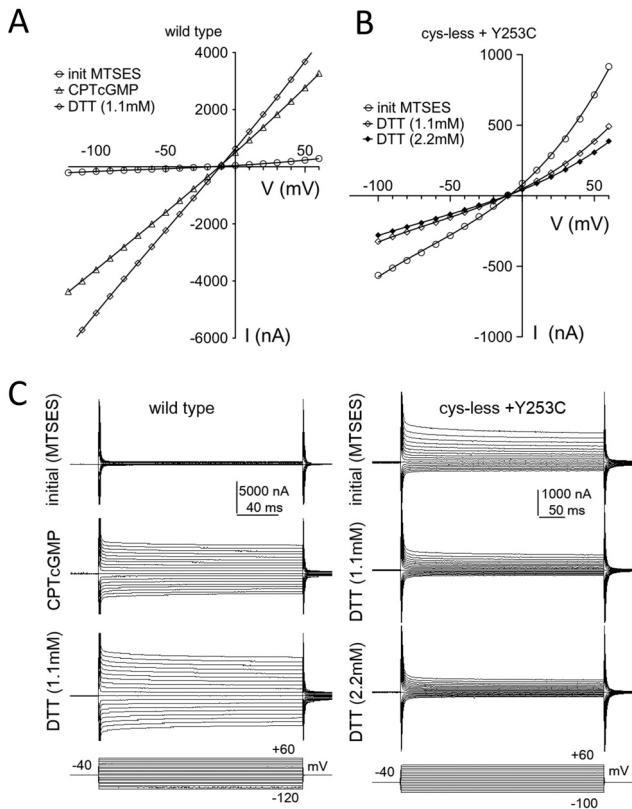 A
wild type
init MTSES
CPTcGMP
DTT (1.1mM)
4000
2000
-100
-50
50
V (mV)
-2000
-4000
-6000
I (nA)
B
cys-less + Y253C
init MTSES
DTT (1.1mM)
DTT (2.2mM)
1000
500
-100
-50
50
V (mV)
-500
-1000
I (nA)
C
wild type
initial (MTSES)
5000 nA
40 ms
CPTcGMP
DTT (1.1mM)
-40
+60
mV
-120
cys-less +Y253C
initial (MTSES)
1000 nA
50 ms
DTT (1.1mM)
DTT (2.2mM)
-40
+60
mV
-100